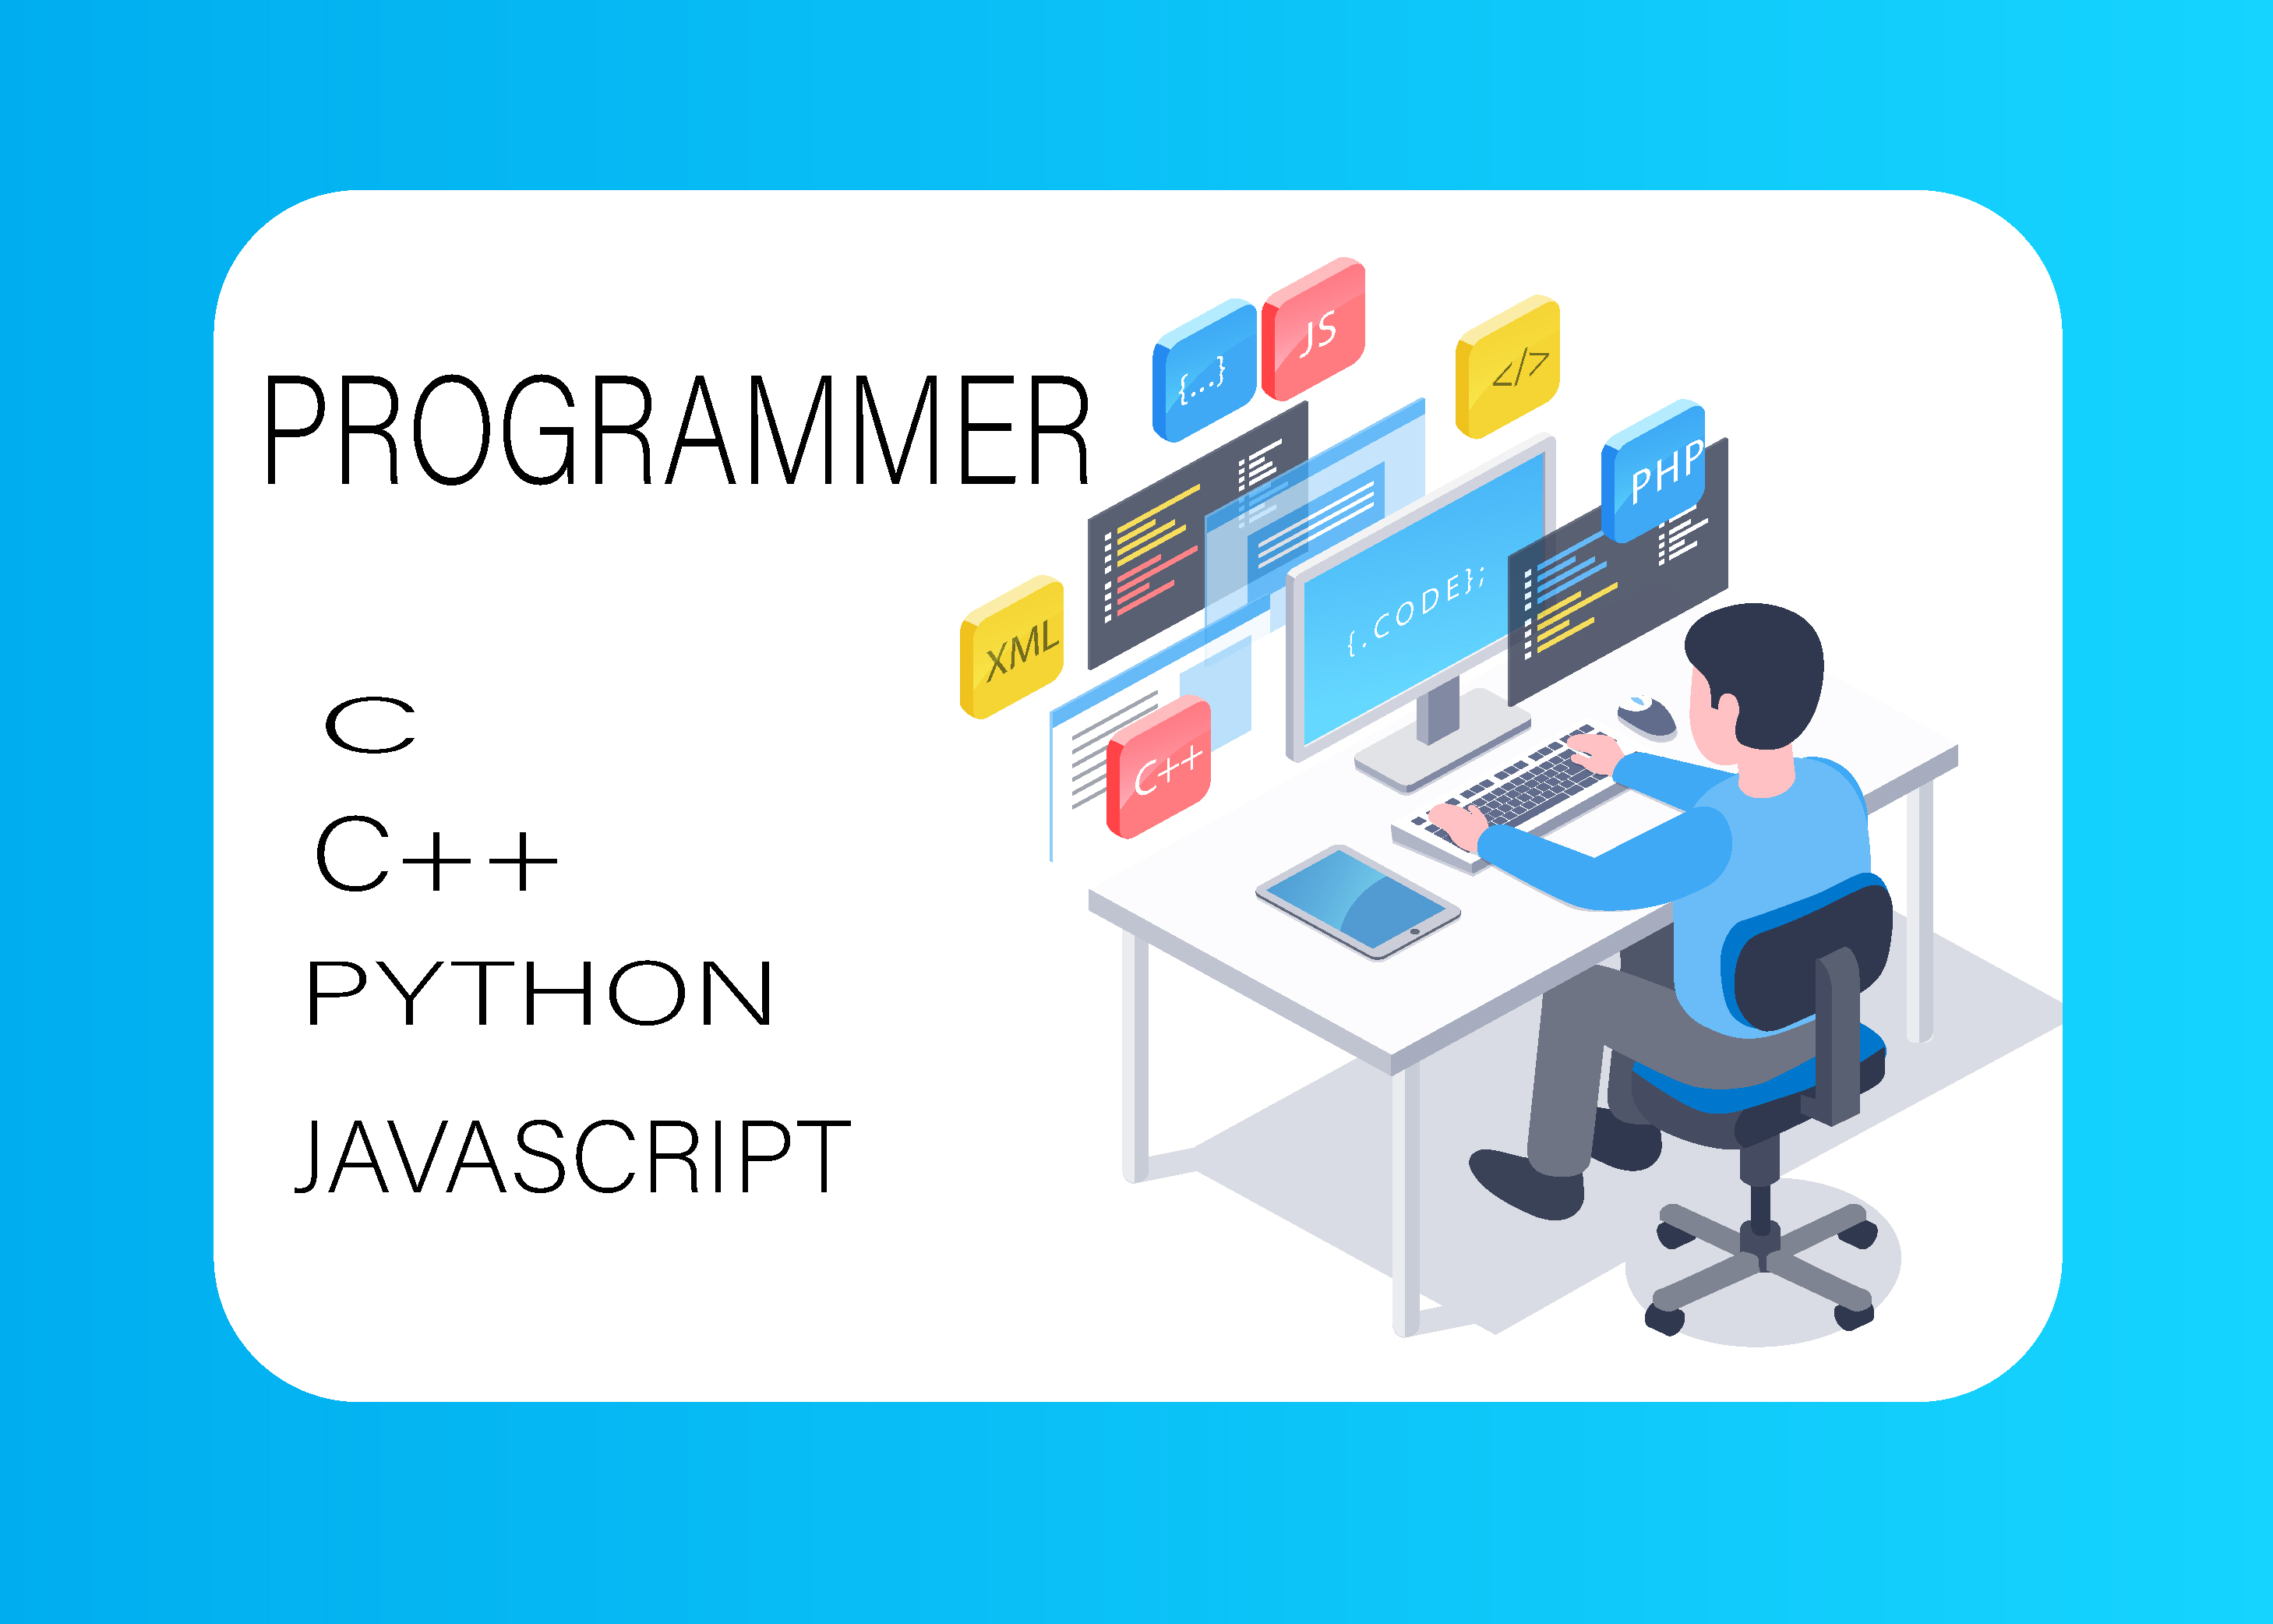 PROGRAMMER
C
C++
PYTHON
JAVASCRIPT
{...}
JS
</>
PHP
XML
{.CODE};
C++